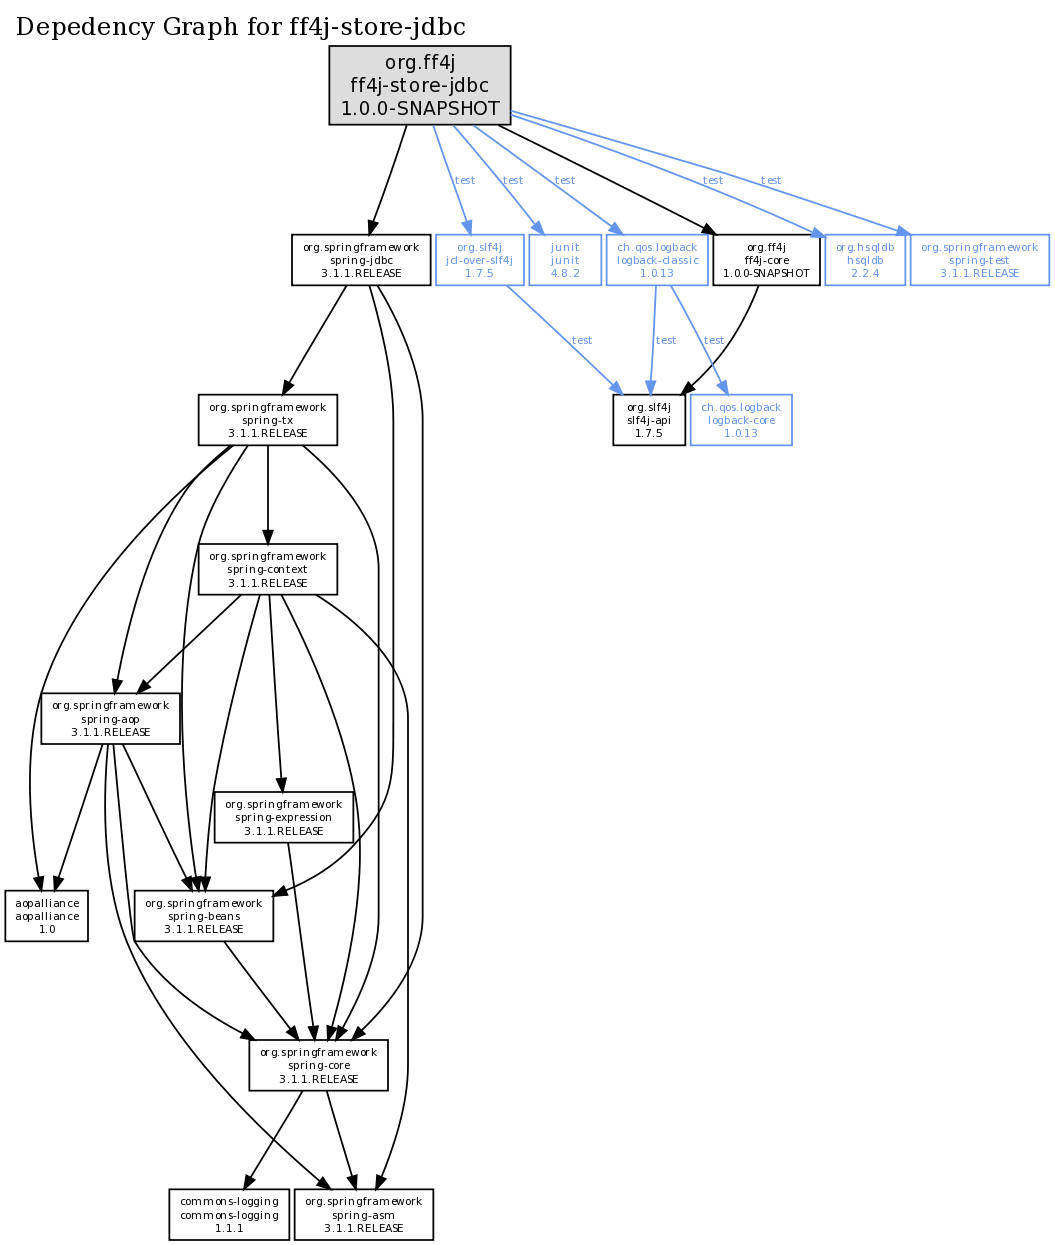 Depedency Graph for ff4j-store-jdbc
org.ff4j
ff4j-store-jdbc
1.0.0-SNAPSHOT
test
test
test
test
test
org.springframework
spring-jdbc
3.1.1.RELEASE
org.slf4j
jcl-over-slf4j
1.7.5
junit
junit
4.8.2
ch.qos.logback
logback-classic
1.0.13
org.ff4j
ff4j-core
1.0.0-SNAPSHOT
org.hsqldb
hsqldb
2.2.4
org.springframework
spring-test
3.1.1.RELEASE
test
test
test
org.springframework
spring-tx
3.1.1.RELEASE
org.slf4j
slf4j-api
1.7.5
ch.qos.logback
logback-core
1.0.13
org.springframework
spring-context
3.1.1.RELEASE
org.springframework
spring-aop
3.1.1.RELEASE
org.springframework
spring-expression
3.1.1.RELEASE
aopalliance
aopalliance
1.0
org.springframework
spring-beans
3.1.1.RELEASE
org.springframework
spring-core
3.1.1.RELEASE
commons-logging
commons-logging
1.1.1
org.springframework
spring-asm
3.1.1.RELEASE